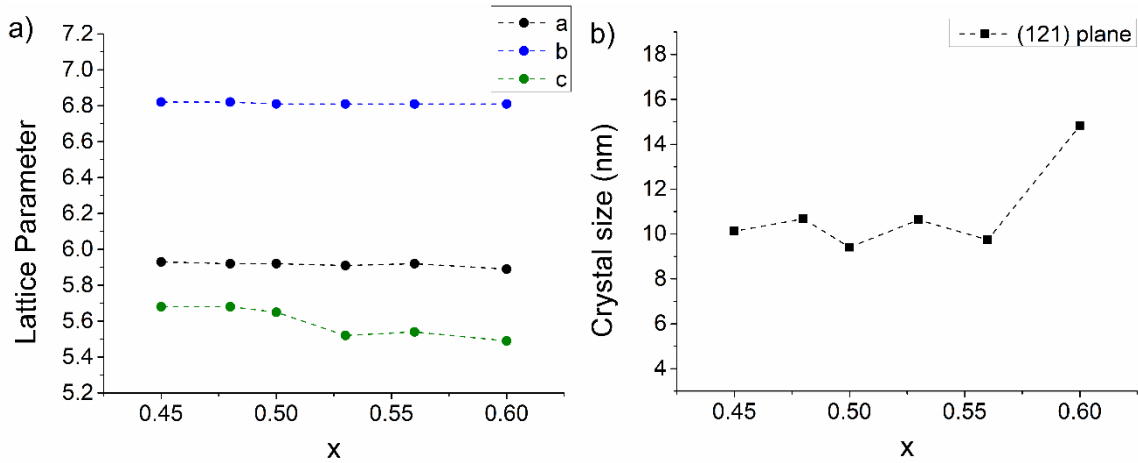 a)
a
b
c
7.2
7.0
6.8
6.6
6.4
6.2
6.0
5.8
5.6
5.4
5.2
Lattice Parameter
0.45
0.50
0.55
0.60
x
b)
(121) plane
18
16
14
12
10
8
6
4
Crystal size (nm)
0.45
0.50
0.55
0.60
x